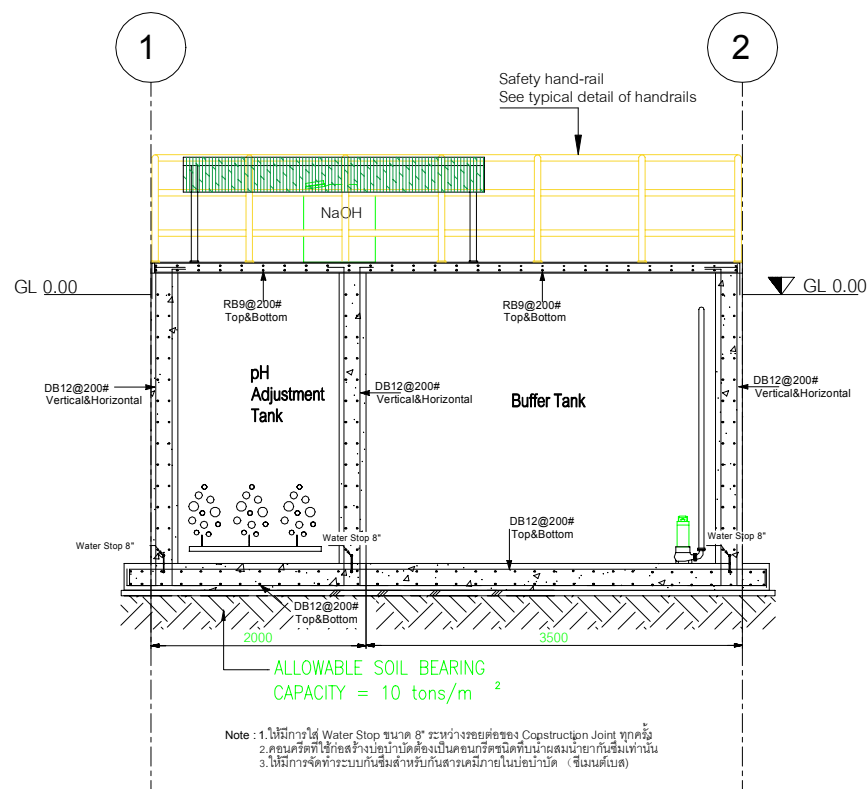 1
2
Safety hand-rail
See typical detail of handrails
NaOH
GL 0.00
GL 0.00
RB9@200#
Top&Bottom
RB9@200#
Top&Bottom
DB12@200#
Vertical&Horizontal
pH
Adjustment
Tank
DB12@200#
Vertical&Horizontal
Buffer Tank
DB12@200#
Vertical&Horizontal
Water Stop 8"
Water Stop 8"
DB12@200#
Top&Bottom
Water Stop 8"
DB12@200#
Top&Bottom
2000
3500
ALLOWABLE SOIL BEARING
CAPACITY = 10 tons/m 2
Note : 1.ให้มีการใส่ Water Stop ขนาด 8" ระหว่างรอยต่อของ Construction Joint ทุกครั้ง
2.คอนกรีตที่ใช้ก่อสร้างบ่อบำบัดต้องเป็นคอนกรีตชนิดทึบน้ำผสมน้ำยากันซึมเท่านั้น
3.ให้มีการจัดทำระบบกันซึมสำหรับกันสารเคมีภายในบ่อบำบัด (ซีเมนต์เบส)